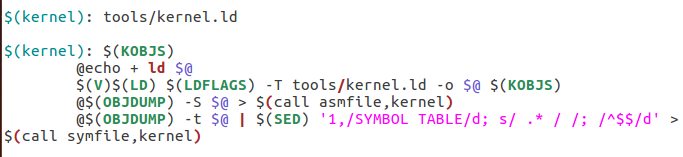 $(kernel): tools/kernel.ld
$(kernel): $(KOBJS)
@echo + ld $@
$(V)$(LD) $(LDFLAGS) -T tools/kernel.ld -o $@ $(KOBJS)
@$(OBJDUMP) -S $@ > $(call asmfile,kernel)
@$(OBJDUMP) -t $@ | $(SED) '1,/SYMBOL TABLE/d; s/ .* / /; /^$$/d' >
$(call symfile,kernel)